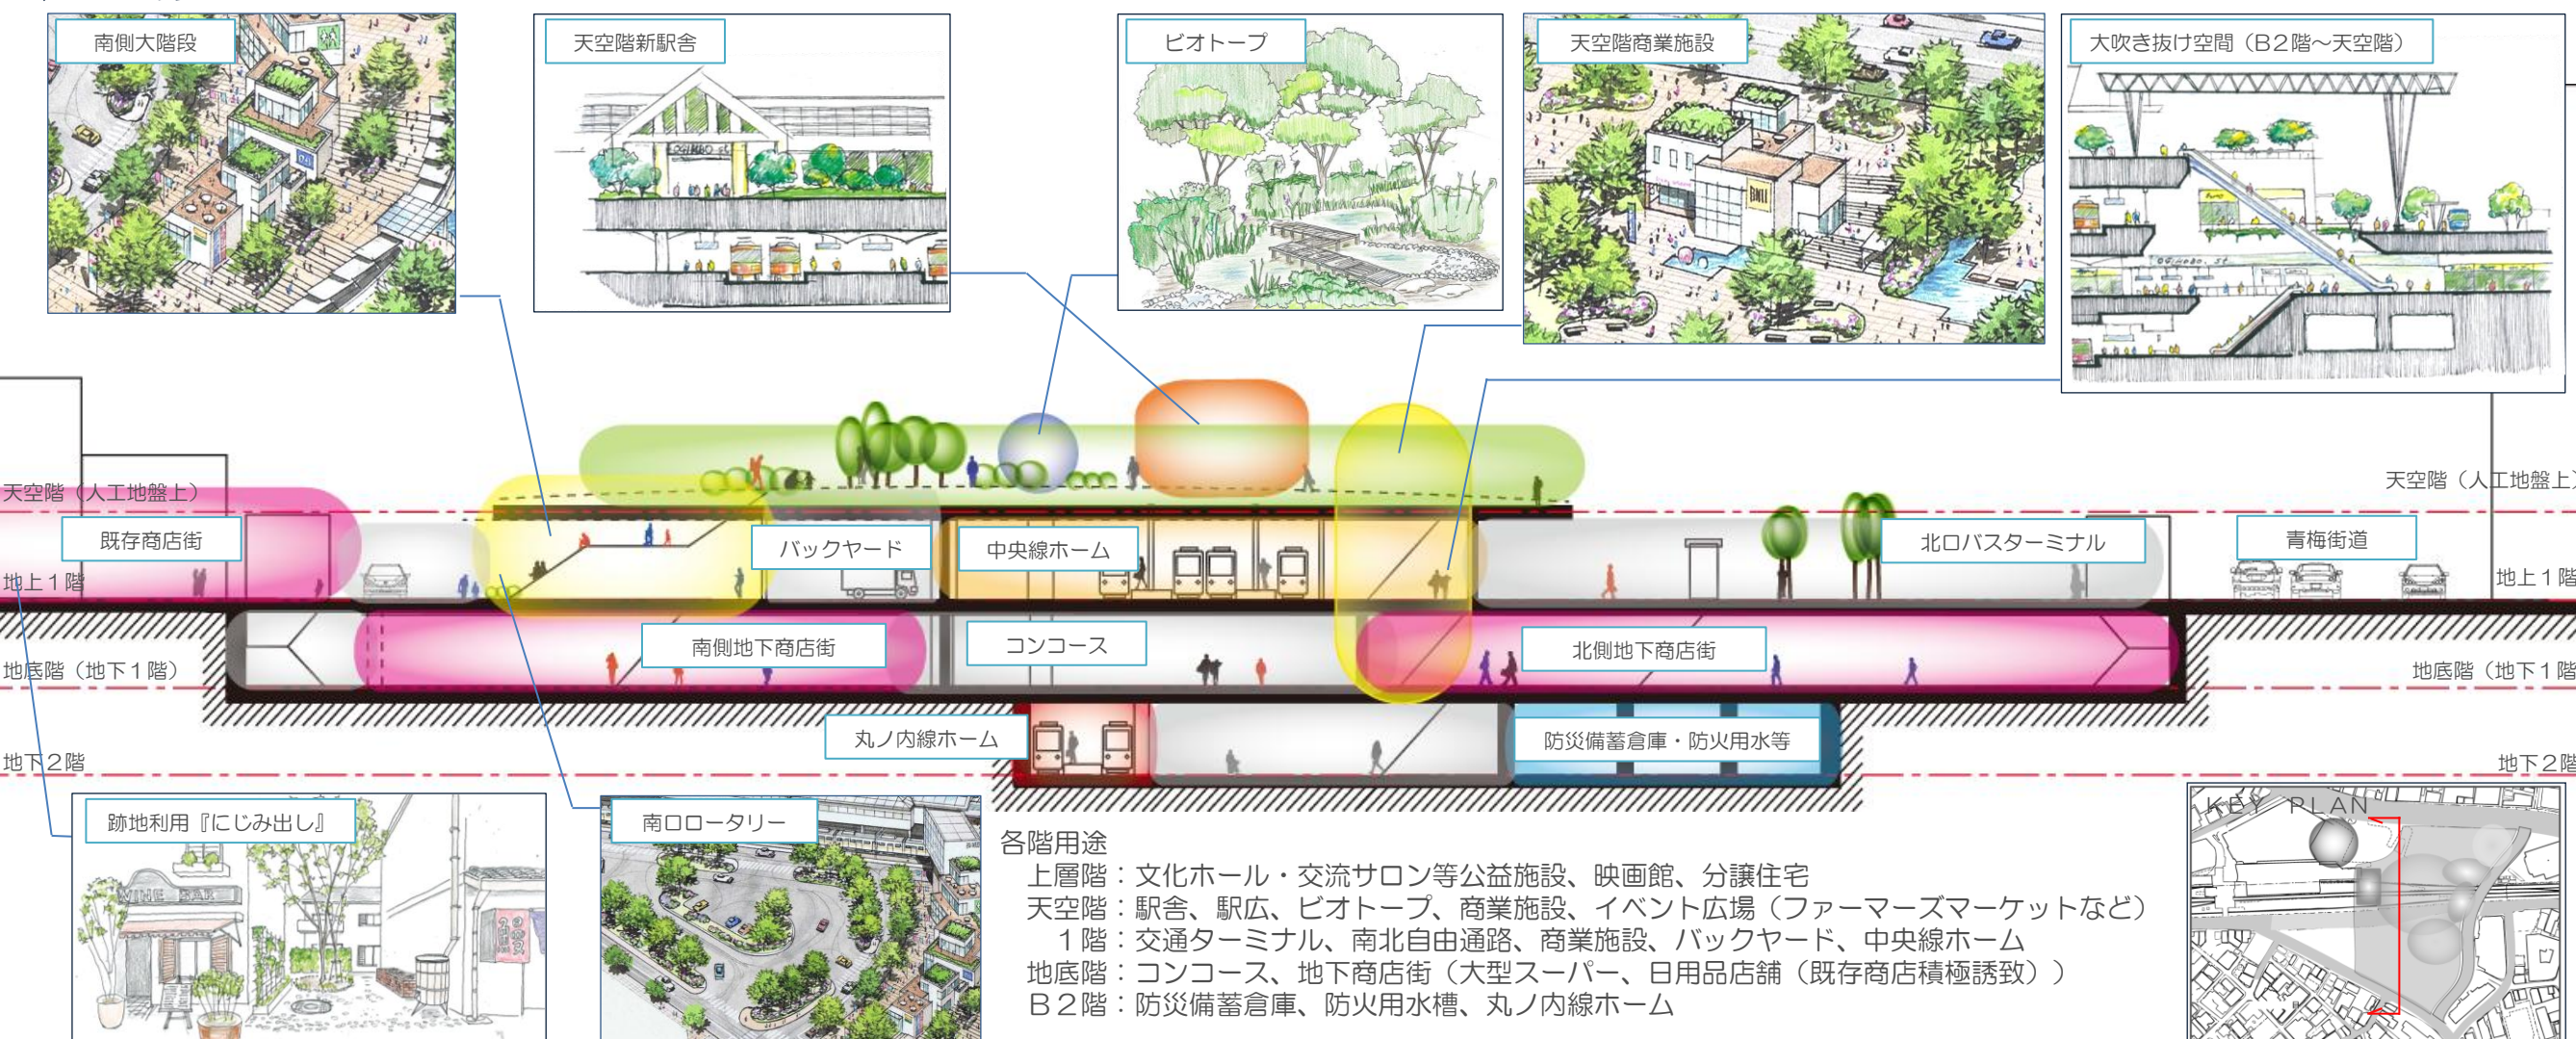 南側大階段
天空階新駅舎
ビオトープ
天空階商業施設
大吹き抜け空間（B２階～天空階）
OGIKUBO st
OGIKUBO. st
天空階（人工地盤上）
天空階（人工地盤上）
既存商店街
バックヤード
中央線ホーム
北口バスターミナル
青梅街道
地上１階
地上１階
南側地下商店街
コンコース
北側地下商店街
地底階（地下１階）
地底階（地下１階
丸ノ内線ホーム
防災備蓄倉庫・防火用水等
地下２階
地下２階
跡地利用『にじみ出し』
WINE BAR
南口ロータリー
KEY PLAN
各階用途
上層階：文化ホール・交流サロン等公益施設、映画館、分譲住宅
天空階：駅舎、駅広、ビオトープ、商業施設、イベント広場（ファーマーズマーケットなど）
１階：交通ターミナル、南北自由通路、商業施設、バックヤード、中央線ホーム
地底階：コンコース、地下商店街（大型スーパー、日用品店舗（既存商店積極誘致））
Ｂ２階：防災備蓄倉庫、防火用水槽、丸ノ内線ホーム